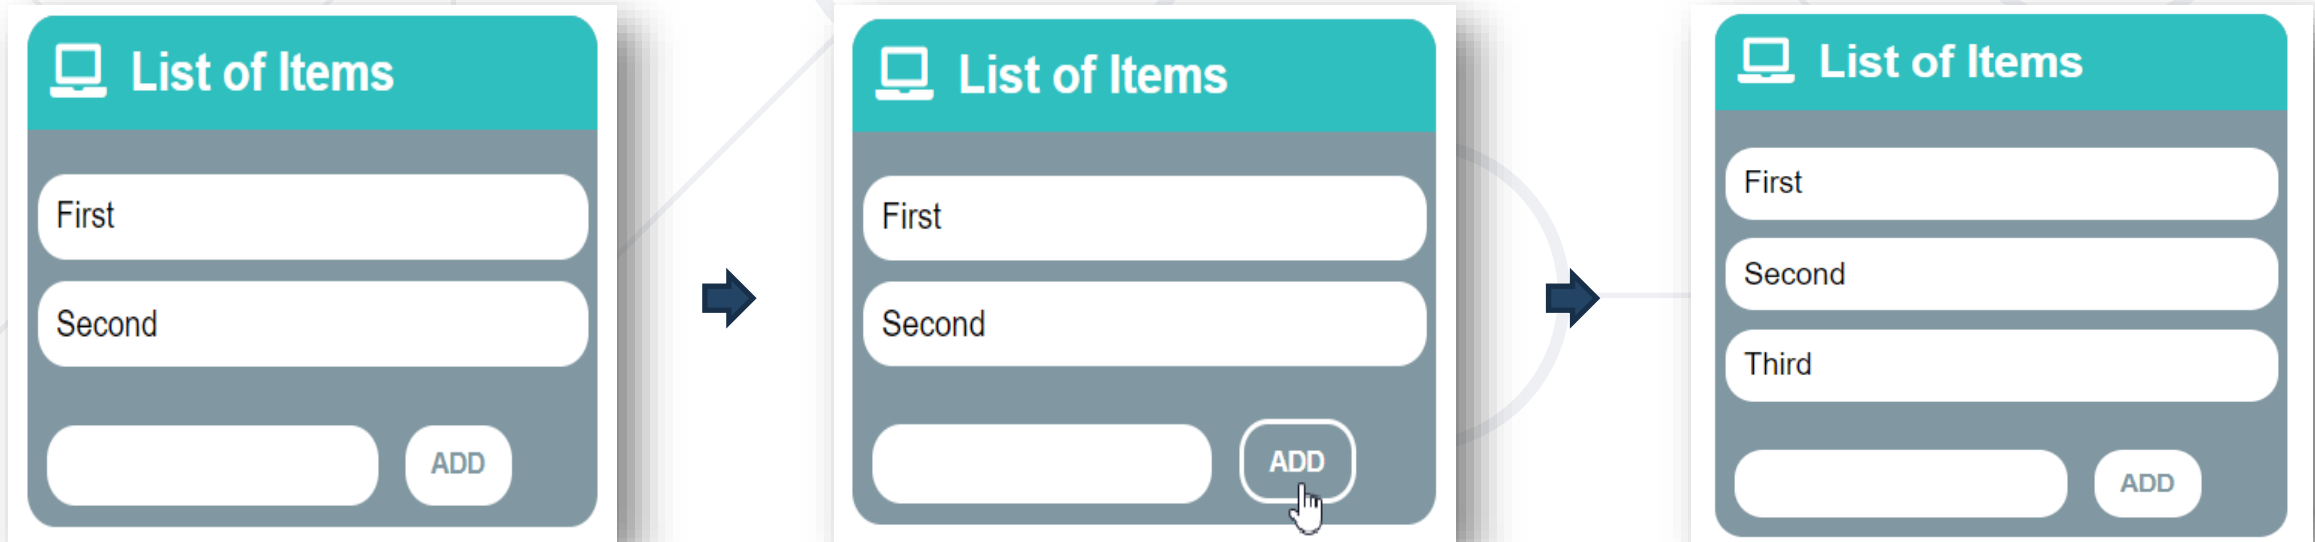 List of Items
First
Second
ADD
List of Items
First
Second
ADD
List of Items
First
Second
Third
ADD